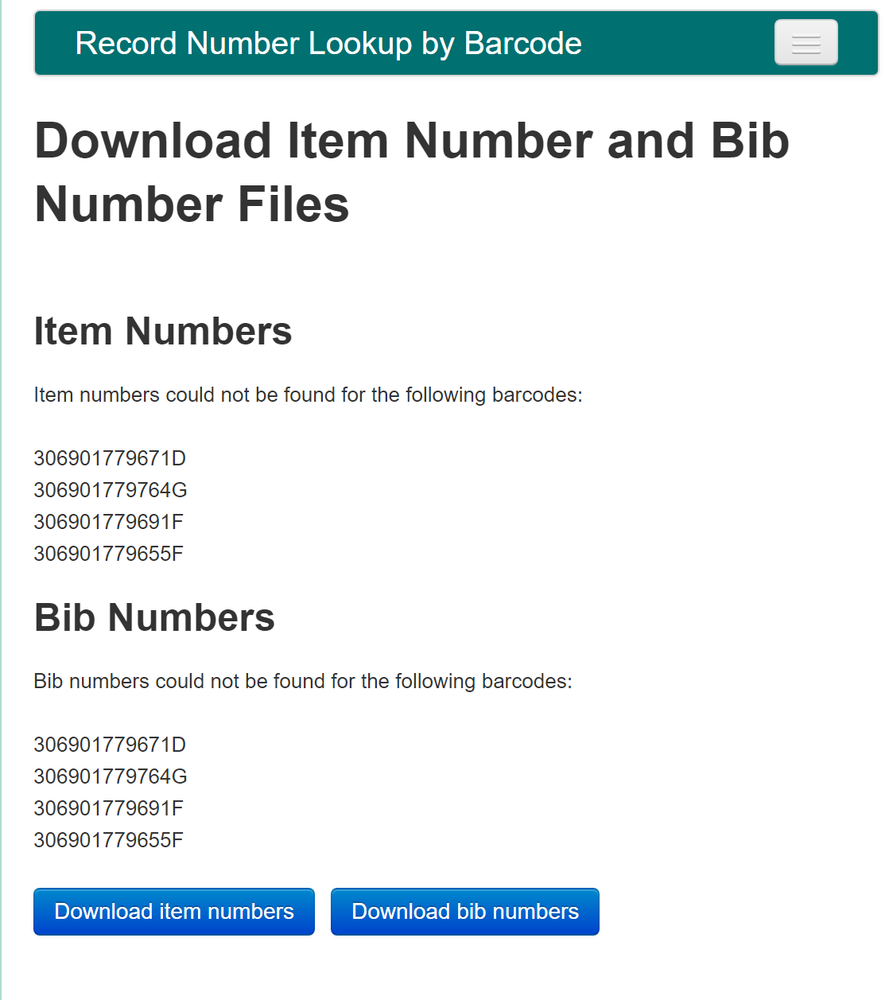 Record Number Lookup by Barcode
Download Item Number and Bib
Number Files
Item Numbers
Item numbers could not be found for the following barcodes:
306901779671D
306901779764G
306901779691F
306901779655F
Bib Numbers
Bib numbers could not be found for the following barcodes:
306901779671D
306901779764G
306901779691F
306901779655F
Download item numbers
Download bib numbers